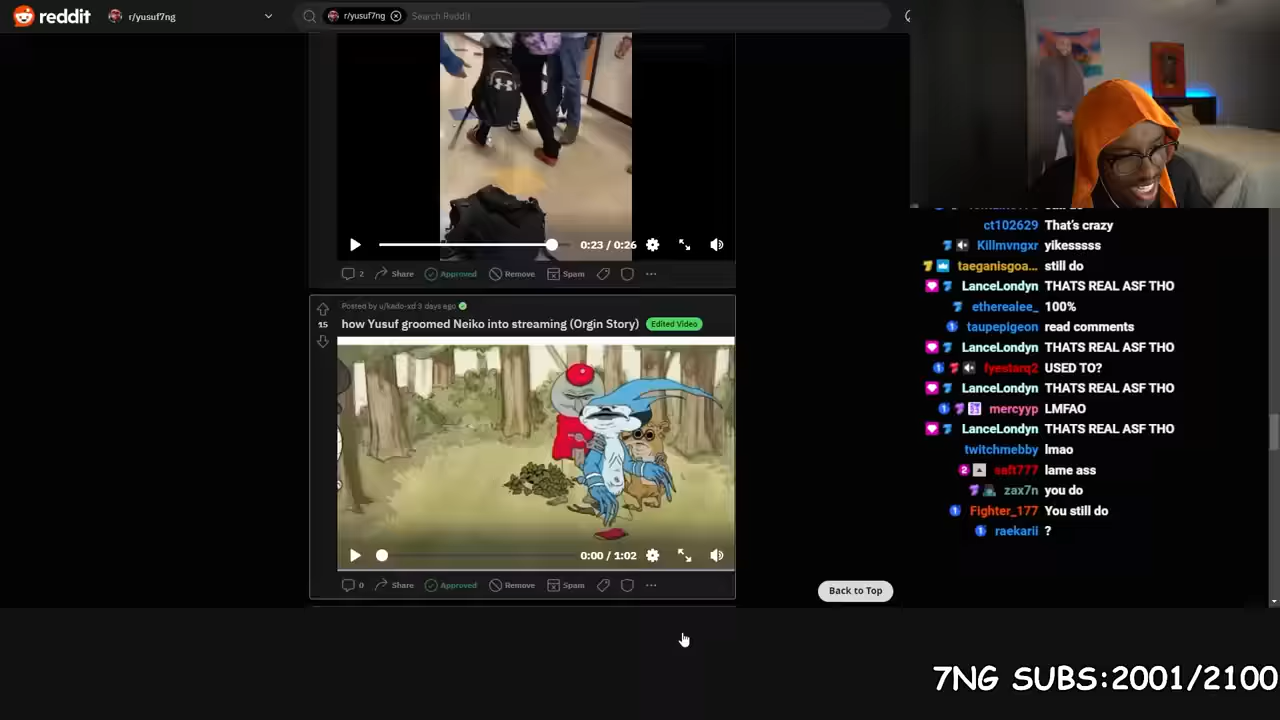 reddit
r/yusuf7ng
r/yusuf7ng
Search Reddit
0:23 / 0:26
2
Share
Approved
Remove
Spam
Posted by u/kaito-xd 3 days ago
15
how Yusuf groomed Neiko into streaming (Orgin Story)
Edited Video
0:00 / 1:02
0
Share
Approved
Remove
Spam
Back to Top
ct102629 That's crazy
Killmvngxr yikesssss
taeganisgoa... still do
LanceLondyn THATS REAL ASF THO
etherealee_ 100%
taupepIgeon read comments
LanceLondyn THATS REAL ASF THO
fyestarq2 USED TO?
LanceLondyn THATS REAL ASF THO
mercyyp LMFAO
LanceLondyn THATS REAL ASF THO
twitchmebby lmao
saft777 lame ass
zax7n you do
Fighter_177 You still do
raekarii ?
7NG SUBS:2001/2100